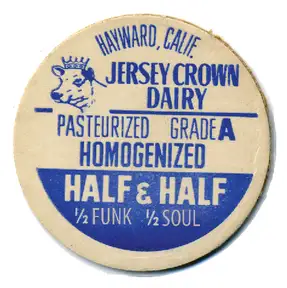 HAYWARD, CALIF.
JERSEY CROWN
DAIRY
PASTEURIZED GRADE A
HOMOGENIZED
HALF & HALF
½ FUNK ½ SOUL